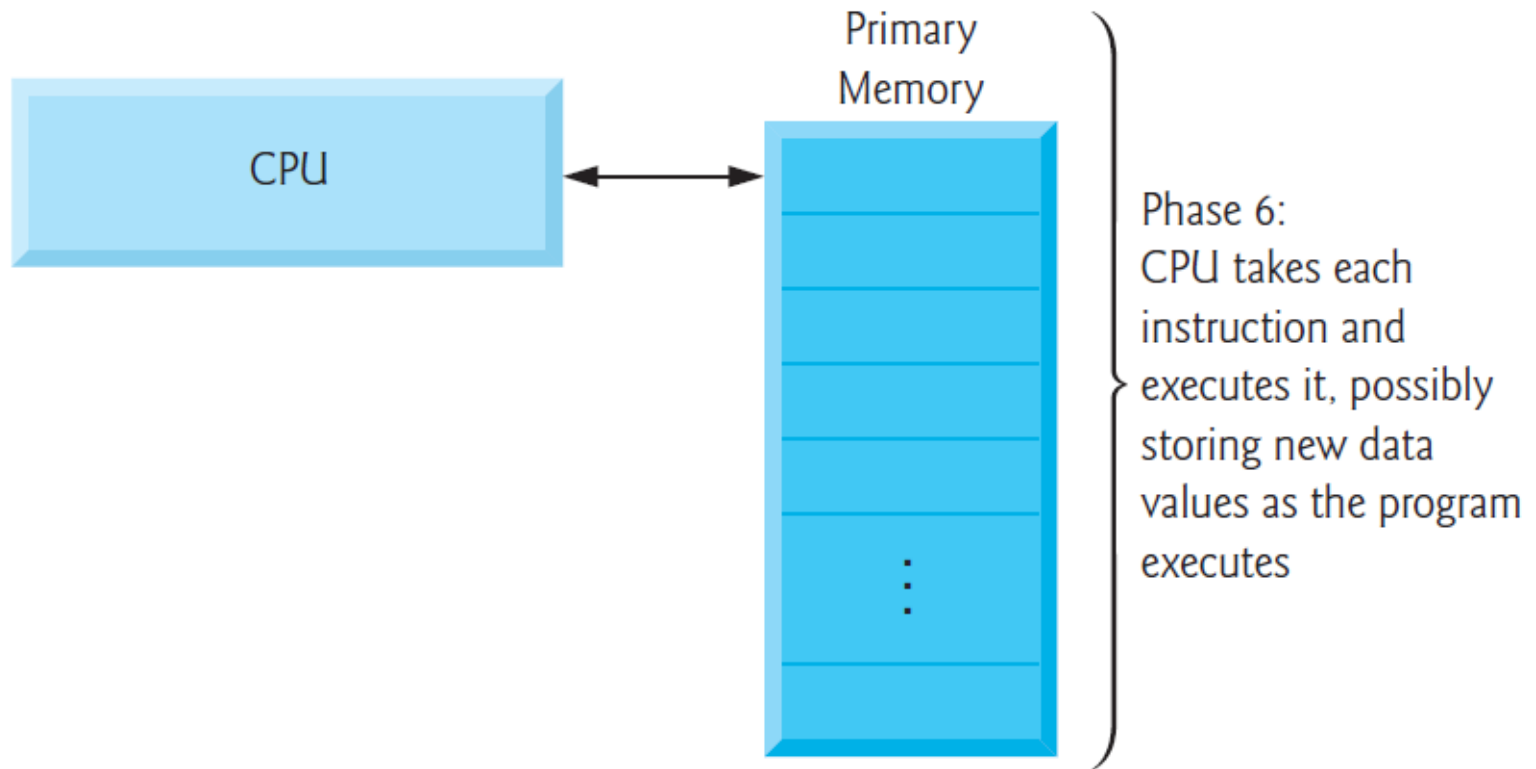 Primary
Memory
CPU
Phase 6:
CPU takes each
instruction and
executes it, possibly
storing new data
values as the program
executes